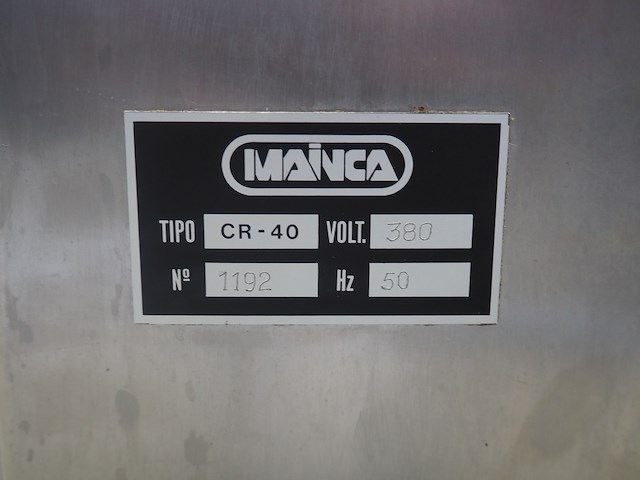 MAINCA
TIPO CR-40 VOLT. 380
Nº 1192 Hz 50